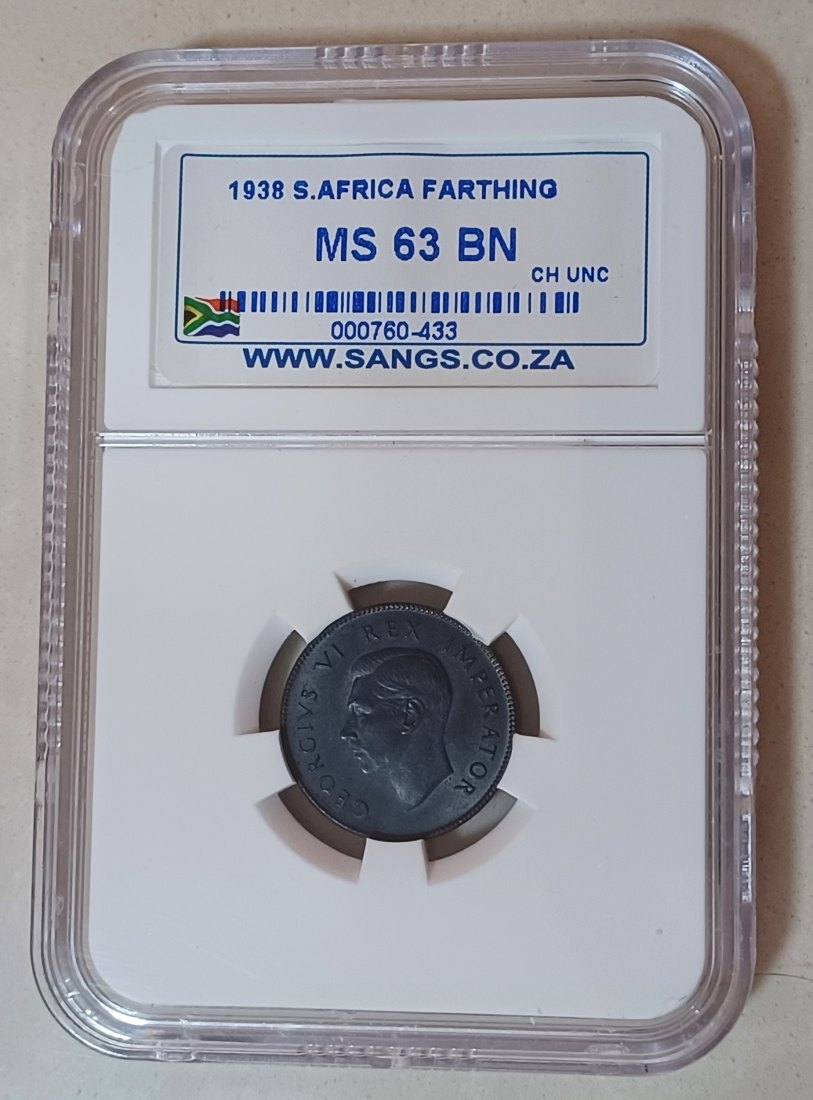 1938 S.AFRICA FARTHING
MS 63 BN
CH UNC
000760-433
WWW.SANGS.CO.ZA
GEORGIVS VI REX IMPERATOR